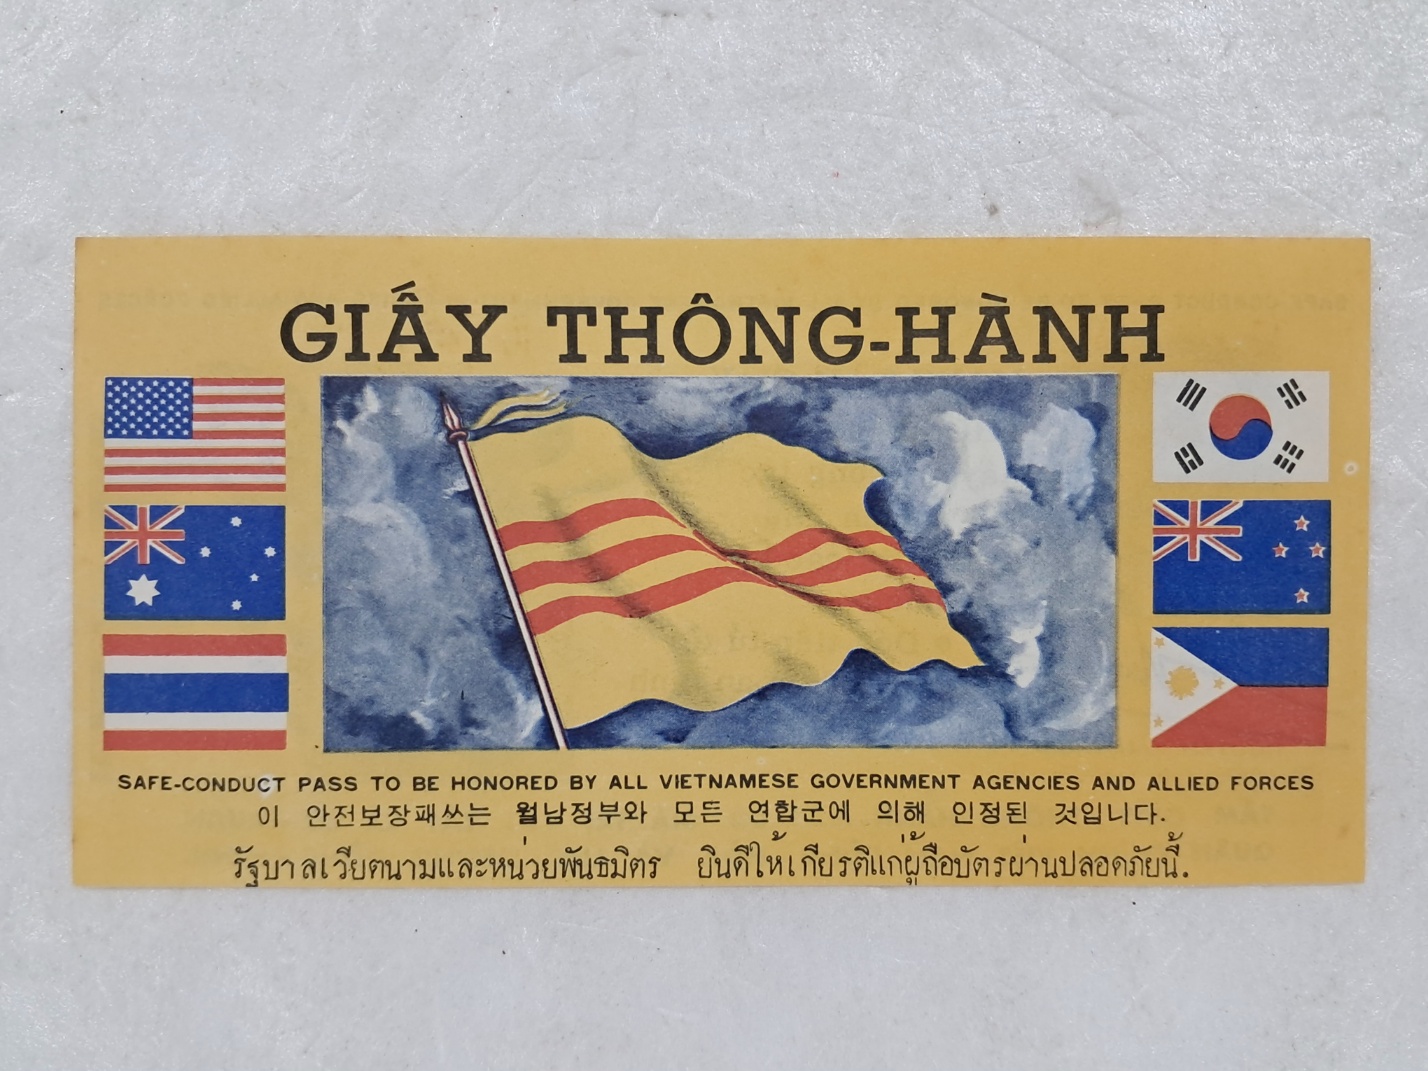 GIẤY THÔNG-HÀNH
SAFE-CONDUCT PASS TO BE HONORED BY ALL VIETNAMESE GOVERNMENT AGENCIES AND ALLIED FORCES
이 안전보장패쓰는 월남정부와 모든 연합군에 의해 인정된 것입니다.
รัฐบาลเวียตนามและหน่วยพันธมิตร ยินดีให้เกียรติแก่ผู้ถือบัตรผ่านปลอดภัยนี้.